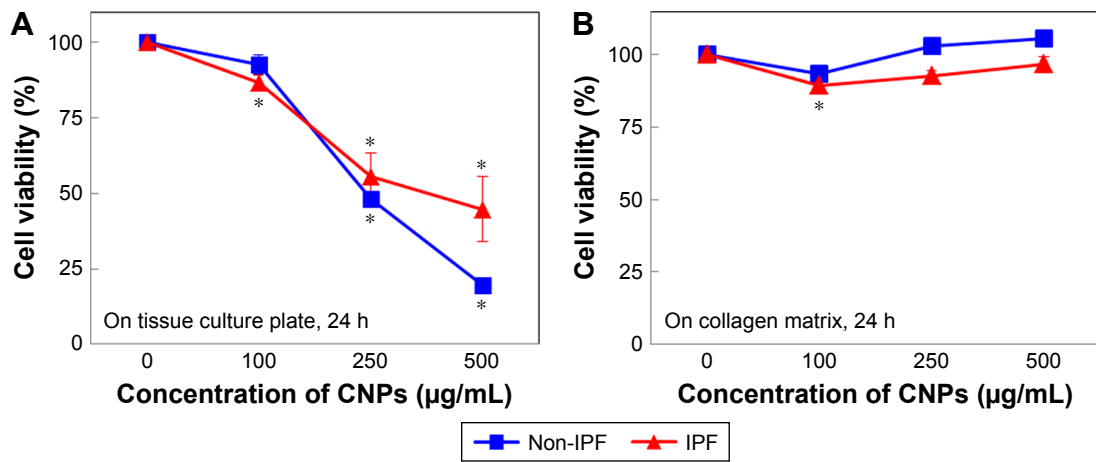 A
Cell viability (%)
100
75
50
25
0
*
*
*
*
*
On tissue culture plate, 24 h
0 100 250 500
Concentration of CNPs (µg/mL)
B
Cell viability (%)
100
75
50
25
0
*
On collagen matrix, 24 h
0 100 250 500
Concentration of CNPs (µg/mL)
Non-IPF IPF